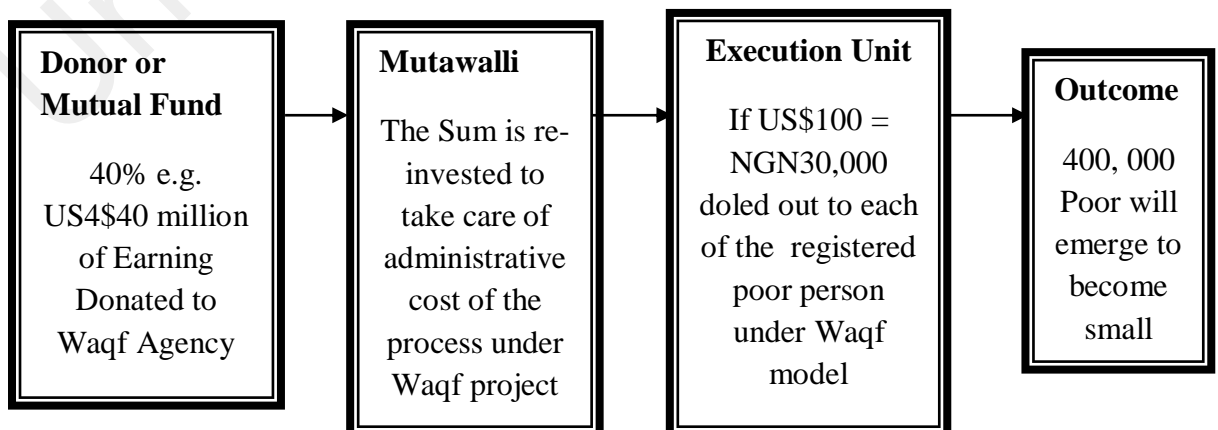 Donor or
Mutual Fund
40% e.g.
US4$40 million
of Earning
Donated to
Waqf Agency
Mutawalli
The Sum is re-
invested to
take care of
administrative
cost of the
process under
Waqf project
Execution Unit
If US$100 =
NGN30,000
doled out to each
of the registered
poor person
under Waqf
model
Outcome
400, 000
Poor will
emerge to
become
small